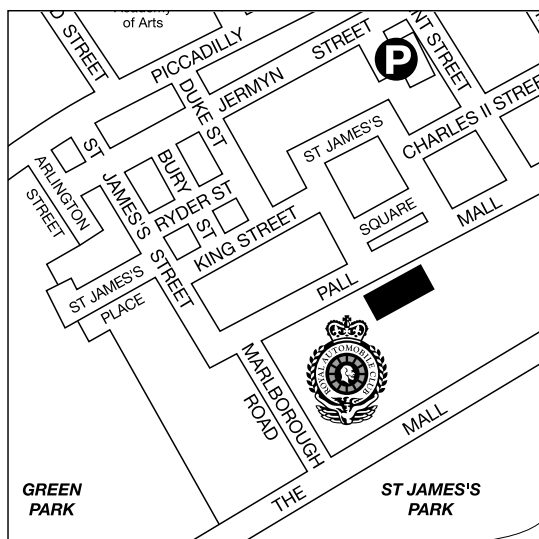 of Arts
STREET
PICCADILLY
STREET
P
NT STREET
JERMYN
DUKE ST
CHARLES II STREE
ST JAMES'S
ST
ARLINGTON
STREET
BURY
ST
JAMES'S
STREET
RYDER ST
KING STREET
SQUARE
MALL
PALL
ST JAMES'S
PLACE
ROYAL AUTOMOBILE CLUB
MARLBOROUGH
ROAD
MALL
THE
GREEN
PARK
ST JAMES'S
PARK